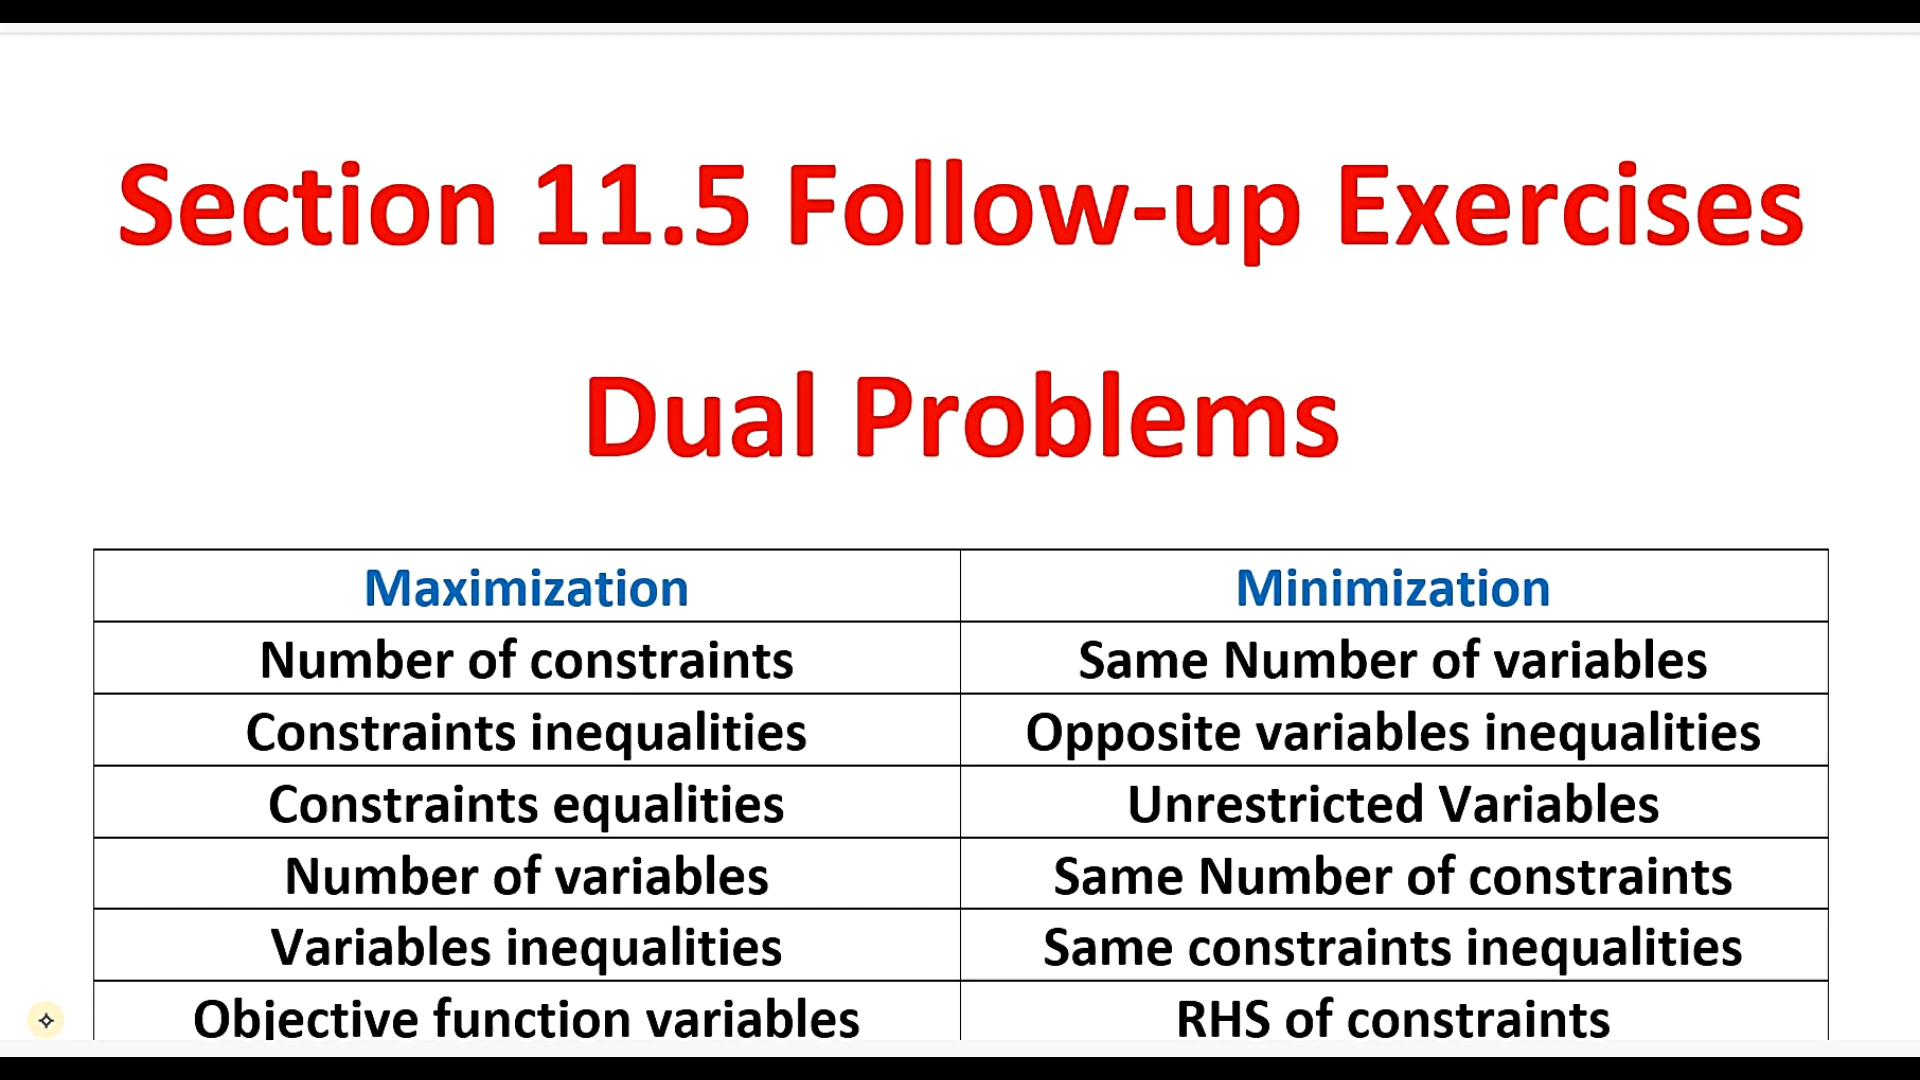 Section 11.5 Follow-up Exercises
Dual Problems
Maximization Minimization
Number of constraints Same Number of variables
Constraints inequalities Opposite variables inequalities
Constraints equalities Unrestricted Variables
Number of variables Same Number of constraints
Variables inequalities Same constraints inequalities
Objective function variables RHS of constraints